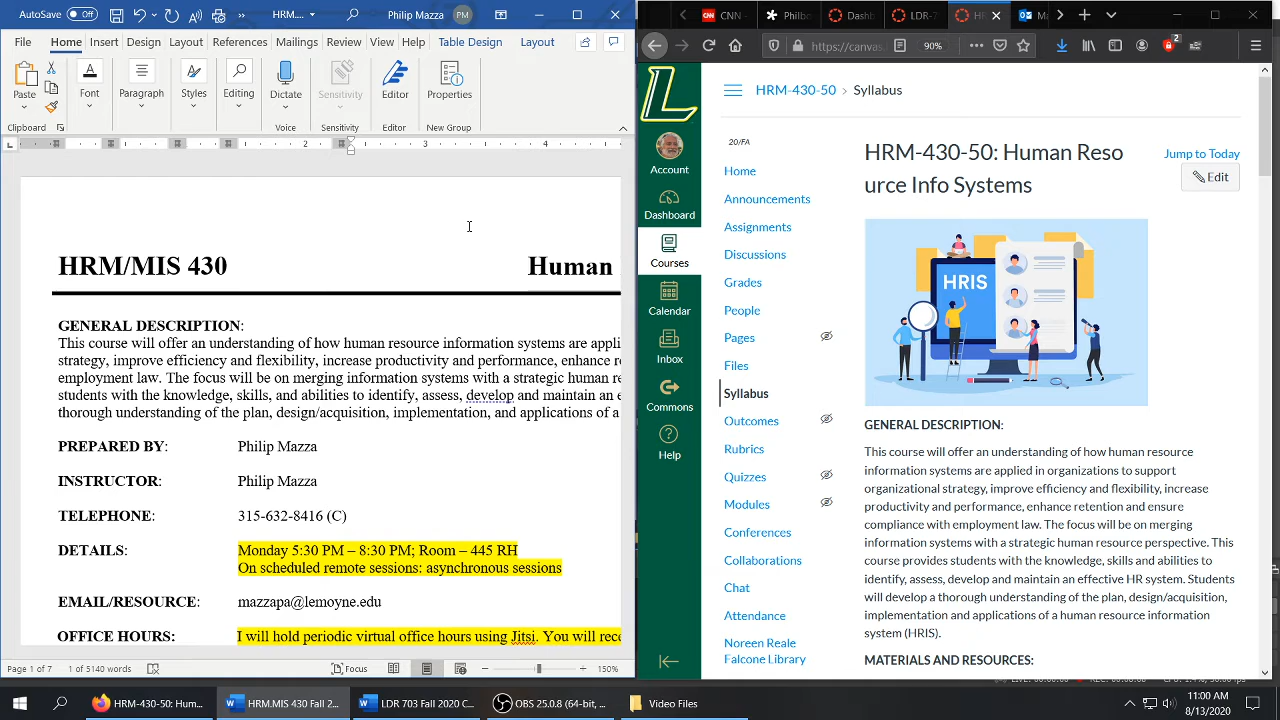 AutoSave Off Philip Mazza PM
CNN - Philb Dash LDR-7 H
https://canvas. 90% 2
File Home Insert Design Layout References Mailings Review View Help Table Design Layout
Paste Font Paragraph Styles Editing Dictate Sensitivity Editor Properties
Clipboard Voice Sensitivity Editor New Group
2 3 4
HRM/MIS 430 Human
GENERAL DESCRIPTION:
This course will offer an understanding of how human resource information systems are appli
strategy, improve efficiency and flexibility, increase productivity and performance, enhance re
employment law. The focus will be on merging information systems with a strategic human re
students with the knowledge, skills, and abilities to identify, assess, develop and maintain an e
thorough understanding of the plan, design/acquisition, implementation, and applications of a
PREPARED BY: Philip Mazza
INSTRUCTOR: Philip Mazza
TELEPHONE: 315-632-8416 (C)
DETAILS: Monday 5:30 PM – 8:30 PM; Room – 445 RH
On scheduled remote sessions: asynchronous sessions
EMAIL/RESOURCE: mazzapa@lemoyne.edu
OFFICE HOURS: I will hold periodic virtual office hours using Jitsi. You will rece
Page 1 of 7 1 of 5140 words Focus 150%
L
Account
Dashboard
Courses
Calendar
Inbox
Commons
Help
HRM-430-50 › Syllabus
20/FA
Home
Announcements
Assignments
Discussions
Grades
People
Pages
Files
Syllabus
Outcomes
Rubrics
Quizzes
Modules
Conferences
Collaborations
Chat
Attendance
Noreen Reale
Falcone Library
HRM-430-50: Human Reso
urce Info Systems
Jump to Today
Edit
HRIS
GENERAL DESCRIPTION:
This course will offer an understanding of how human resource
information systems are applied in organizations to support
organizational strategy, improve efficiency and flexibility, increase
productivity and performance, enhance retention and ensure
compliance with employment law. The focus will be on merging
information systems with a strategic human resource perspective. This
course provides students with the knowledge, skills and abilities to
identify, assess, develop and maintain an effective HR system. Students
will develop a thorough understanding of the plan, design/acquisition,
implementation and applications of a human resource information
system (HRIS).
MATERIALS AND RESOURCES:
HRM-430-50: Hum... HRM.MIS 430 Fall 2... LDR 703 Fall 2020 C... OBS 25.0.8 (64-bit, ... Video Files
11:00 AM
8/13/2020